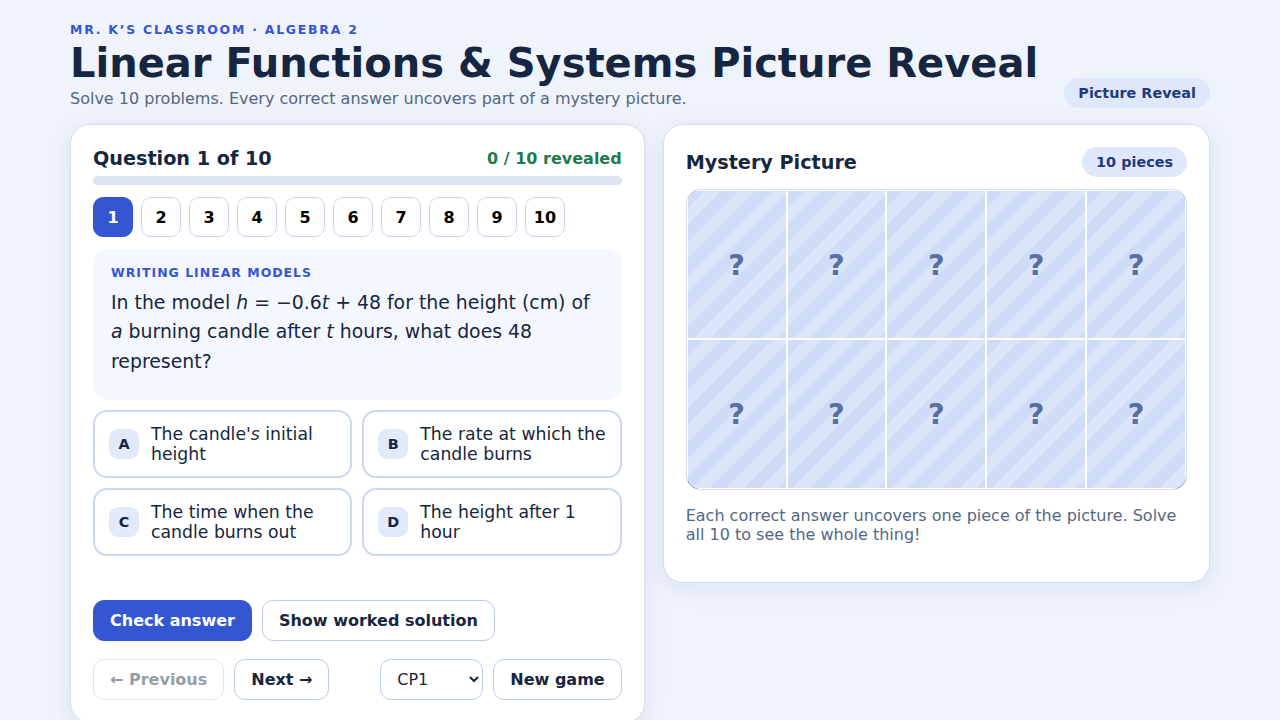 MR. K’S CLASSROOM · ALGEBRA 2
Linear Functions & Systems Picture Reveal
Solve 10 problems. Every correct answer uncovers part of a mystery picture.
Picture Reveal
Question 1 of 10
0 / 10 revealed
1 2 3 4 5 6 7 8 9 10
WRITING LINEAR MODELS
In the model h = −0.6t + 48 for the height (cm) of
a burning candle after t hours, what does 48
represent?
A The candle's initial
height
B The rate at which the
candle burns
C The time when the
candle burns out
D The height after 1
hour
Check answer
Show worked solution
← Previous
Next →
CP1
New game
Mystery Picture
10 pieces
? ? ? ? ?
? ? ? ? ?
Each correct answer uncovers one piece of the picture. Solve
all 10 to see the whole thing!